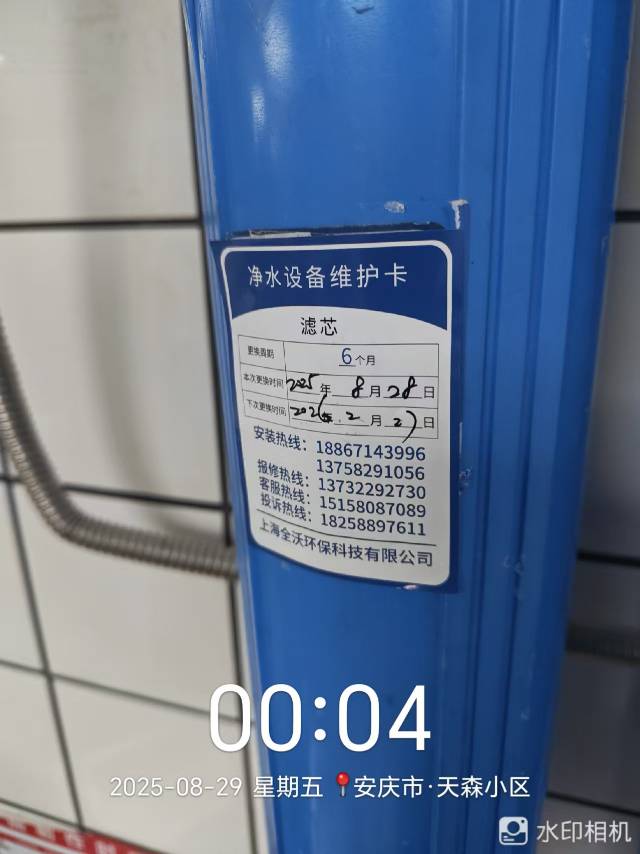 净水设备维护卡
滤芯
更换周期 6个月
本次更换时间 2025年 8月28日
下次更换时间 2026年 2月27日
安装热线：18867143996
13758291056
报修热线：13732292730
客服热线：15158087089
投诉热线：18258897611
上海全沃环保科技有限公司
00:04
2025-08-29 星期五 安庆市·天森小区
水印相机